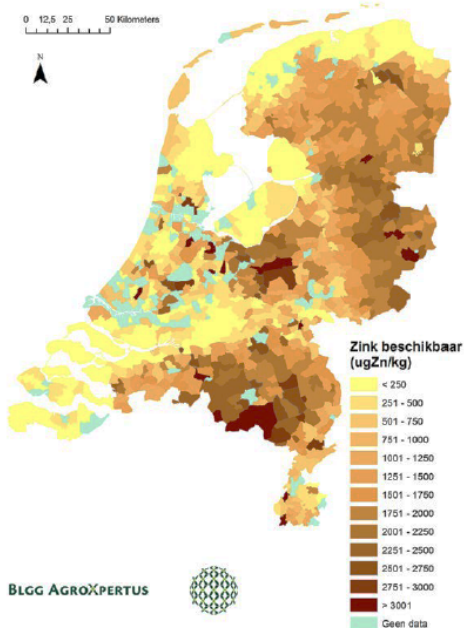 0 12,5 25 50 Kilometers
N
Zink beschikbaar
(ugZn/kg)
< 250
251 - 500
501 - 750
751 - 1000
1001 - 1250
1251 - 1500
1501 - 1750
1751 - 2000
2001 - 2250
2251 - 2500
2501 - 2750
2751 - 3000
> 3001
Geen data
BLGG AGROXPERTUS